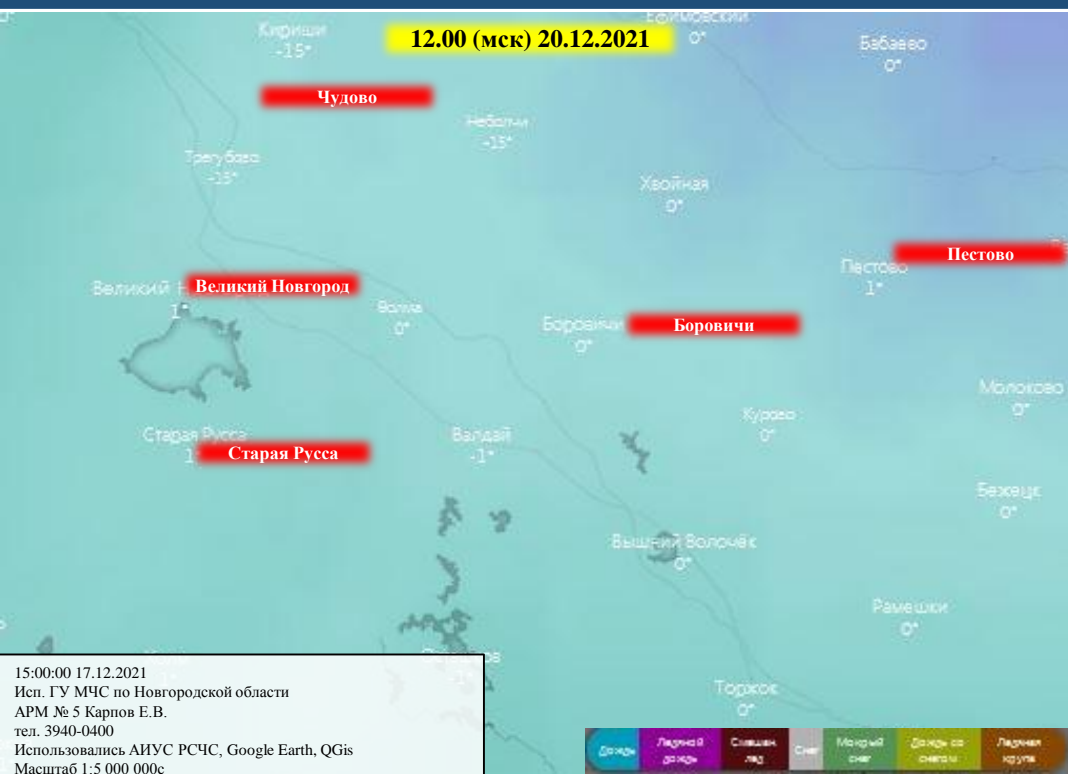 Ефимовский
0°
Кириши
-15°
12.00 (мск) 20.12.2021
Бабаево
0°
Чудово
Неболчи
-15°
Трегубово
-15°
Хвойная
0°
Пестово
Пестово
1°
Великий
Великий Новгород
1°
Волма
0°
Боровичи
0°
Боровичи
Молоково
0°
Старая Русса
1
Старая Русса
Валдай
-1°
0°
Бежецк
0°
Вышний Волочёк
0°
Рамешки
0°
Торжок
0°
15:00:00 17.12.2021
Исп. ГУ МЧС по Новгородской области
АРМ № 5 Карпов Е.В.
тел. 3940-0400
Использовались АИУС РСЧС, Google Earth, QGis
Масштаб 1:5 000 000с
Дождь
Ледяной дождь
Снег
Мокрый снег
Дождь со снегом
Ледяная крупа